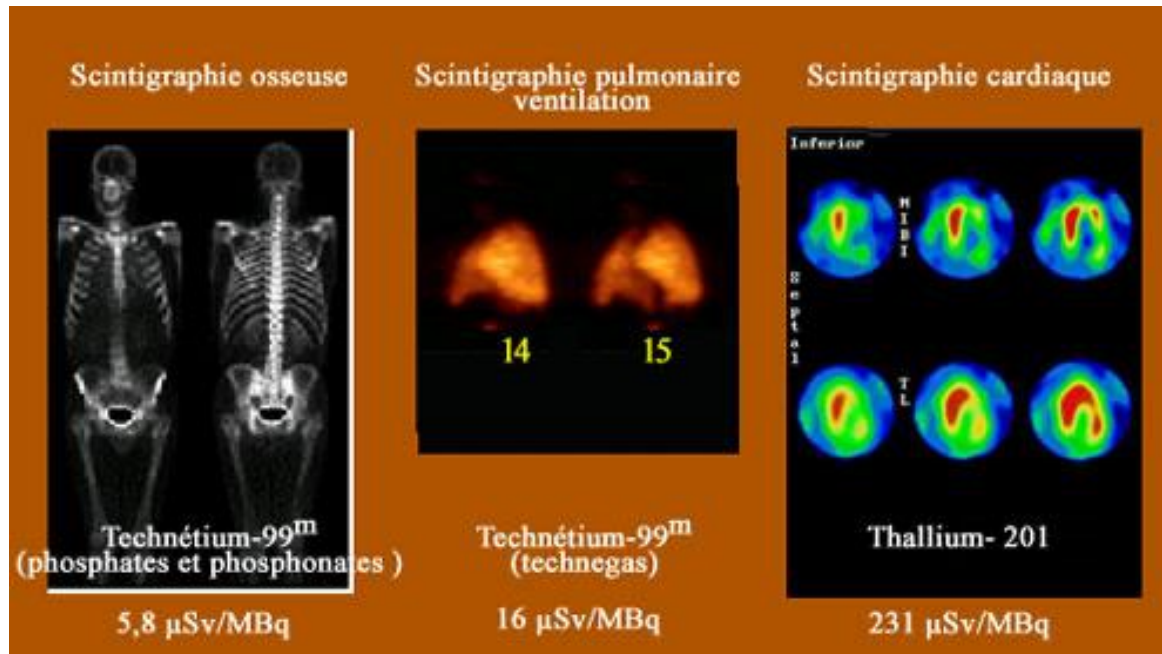 Scintigraphie osseuse
Scintigraphie pulmonaire
ventilation
Scintigraphie cardiaque
Inferior
MIBI
Septal
TL
14
15
Technétium-99m
(phosphates et phosphonates )
5,8 µSv/MBq
Technétium-99m
(technegas)
16 µSv/MBq
Thallium- 201
231 µSv/MBq